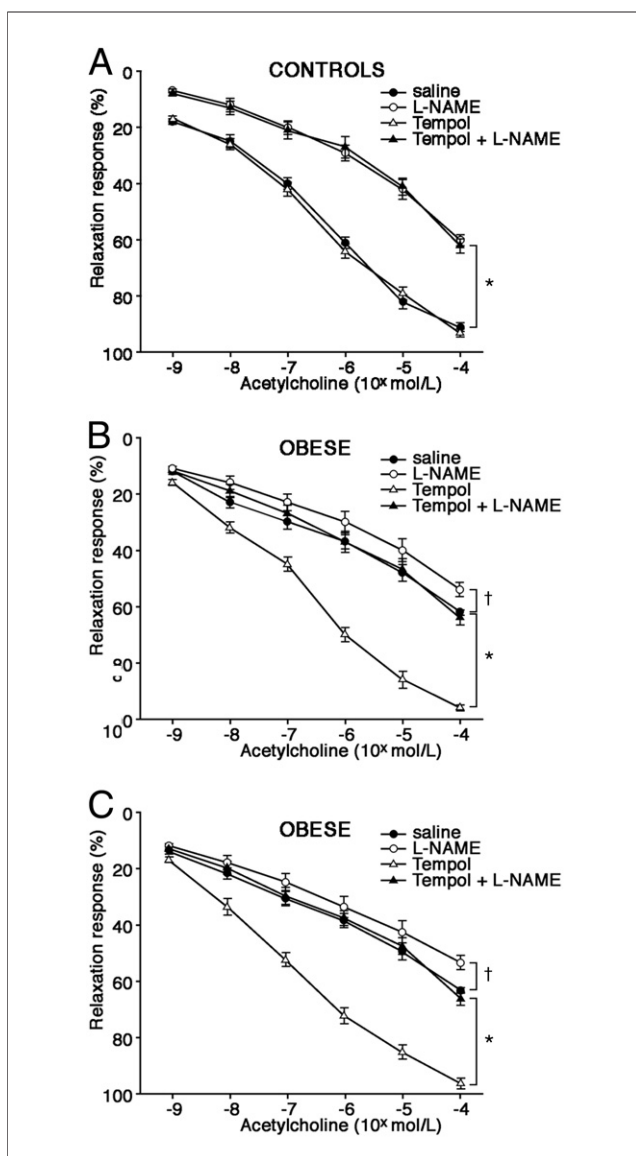 A
CONTROLS
0
20
40
60
80
100
Relaxation response (%)
saline
L-NAME
Tempol
Tempol + L-NAME
*
-9 -8 -7 -6 -5 -4
Acetylcholine (10ˣ mol/L)
B
OBESE
0
20
40
60
80
100
Relaxation response (%)
saline
L-NAME
Tempol
Tempol + L-NAME
†
*
-9 -8 -7 -6 -5 -4
Acetylcholine (10ˣ mol/L)
C
OBESE
0
20
40
60
80
100
Relaxation response (%)
saline
L-NAME
Tempol
Tempol + L-NAME
†
*
-9 -8 -7 -6 -5 -4
Acetylcholine (10ˣ mol/L)